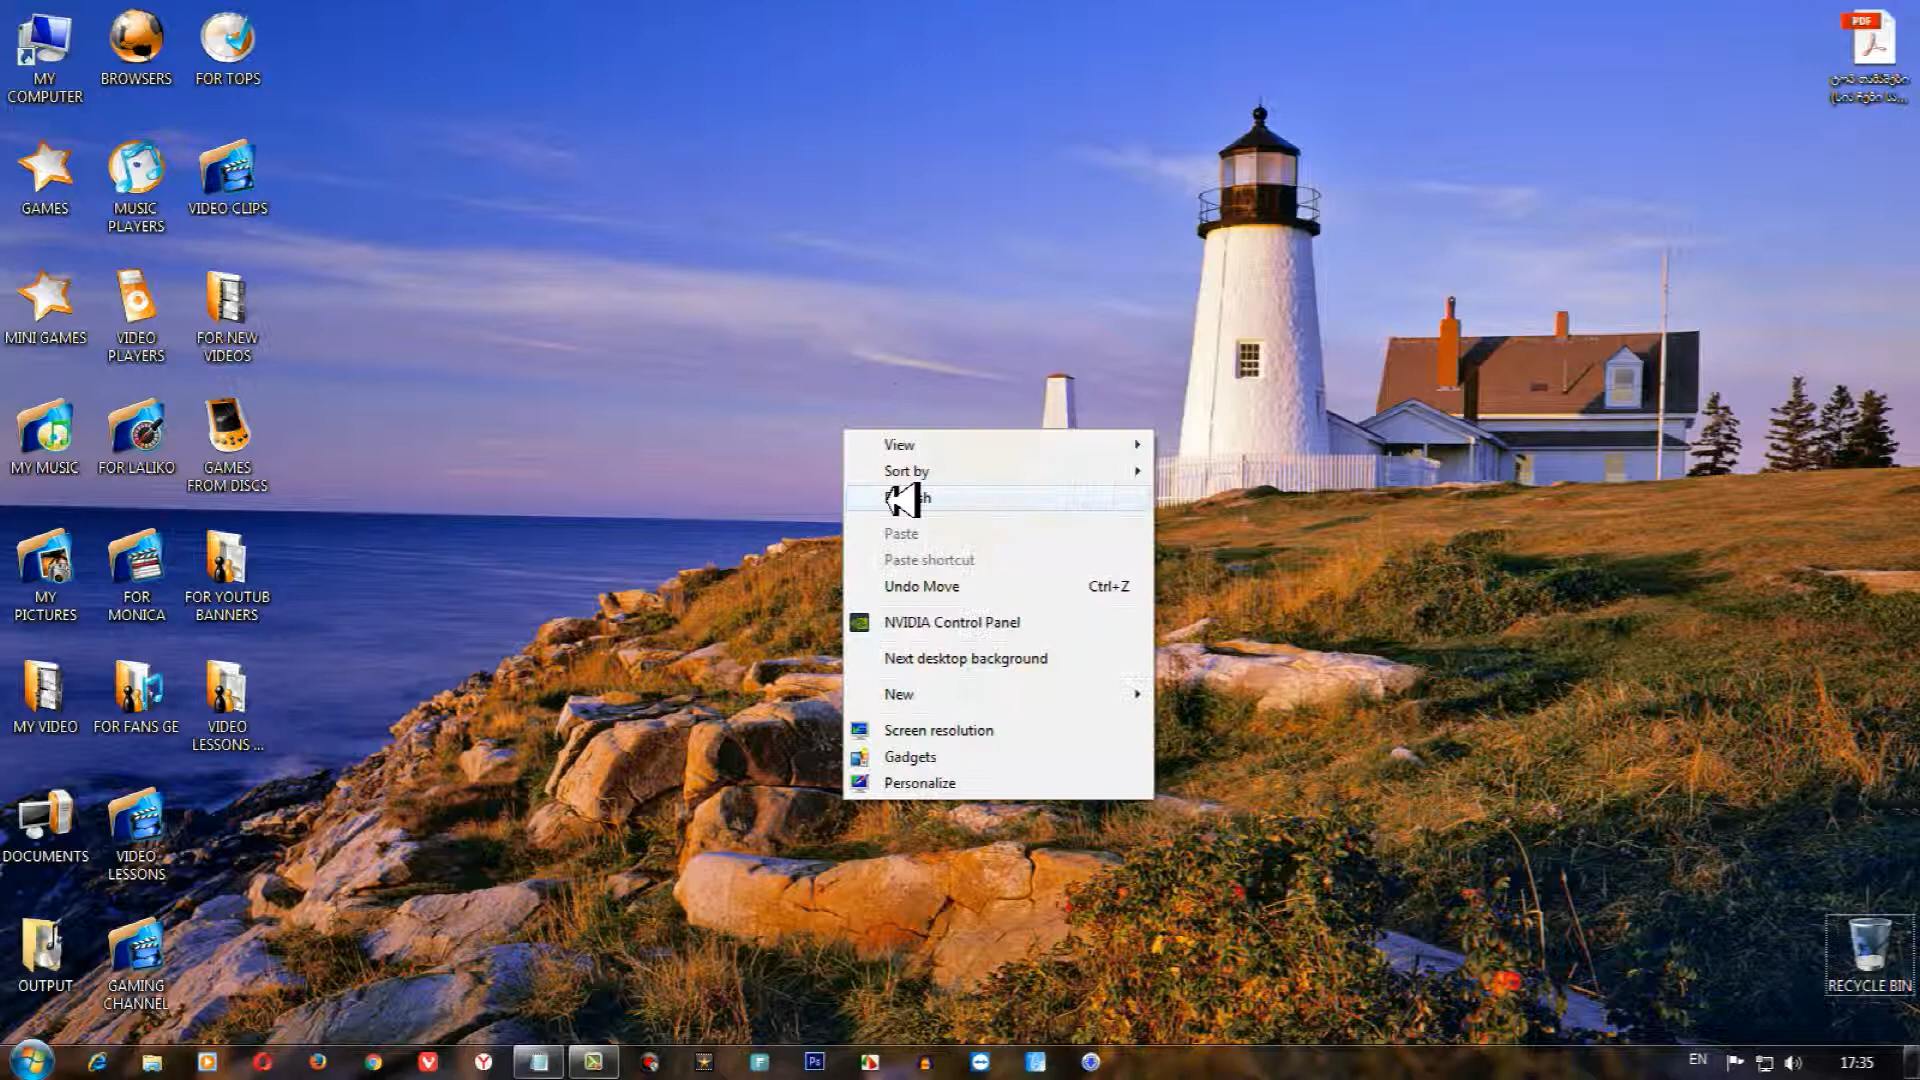 MY
COMPUTER
BROWSERS
FOR TOPS
GAMES
MUSIC
PLAYERS
VIDEO CLIPS
MINI GAMES
VIDEO
PLAYERS
FOR NEW
VIDEOS
MY MUSIC
FOR LALIKO
GAMES
FROM DISCS
MY
PICTURES
FOR
MONICA
FOR YOUTUB
BANNERS
MY VIDEO
FOR FANS GE
VIDEO
LESSONS ...
DOCUMENTS
VIDEO
LESSONS
OUTPUT
GAMING
CHANNEL
PDF
ტოპ თამაშები
RECYCLE BIN
View
Sort by
Paste
Paste shortcut
Undo Move Ctrl+Z
NVIDIA Control Panel
Next desktop background
New
Screen resolution
Gadgets
Personalize
Ps
EN
17:35